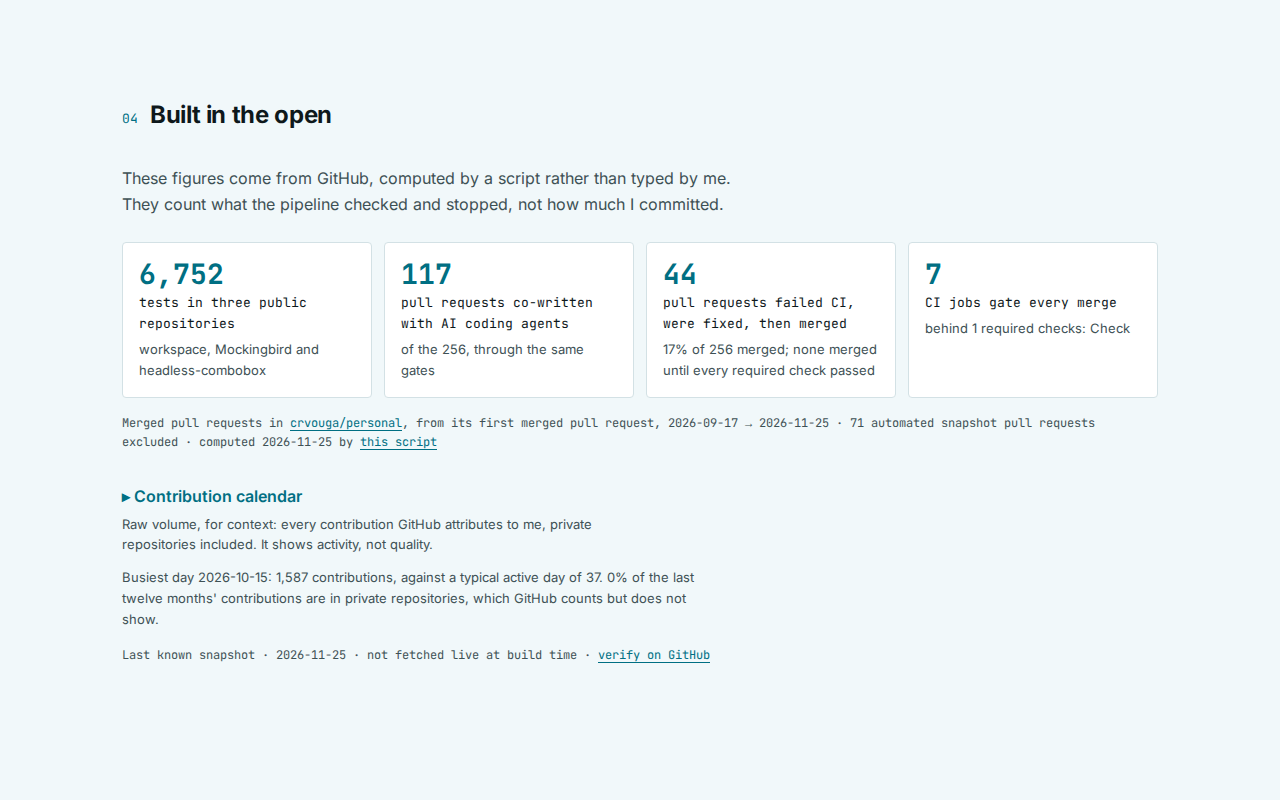 04 Built in the open
These figures come from GitHub, computed by a script rather than typed by me.
They count what the pipeline checked and stopped, not how much I committed.
6,752
tests in three public
repositories
workspace, Mockingbird and
headless-combobox
117
pull requests co-written
with AI coding agents
of the 256, through the same
gates
44
pull requests failed CI,
were fixed, then merged
17% of 256 merged; none merged
until every required check passed
7
CI jobs gate every merge
behind 1 required checks: Check
Merged pull requests in crvouga/personal, from its first merged pull request, 2026-09-17 → 2026-11-25 · 71 automated snapshot pull requests
excluded · computed 2026-11-25 by this script
▸ Contribution calendar
Raw volume, for context: every contribution GitHub attributes to me, private
repositories included. It shows activity, not quality.
Busiest day 2026-10-15: 1,587 contributions, against a typical active day of 37. 0% of the last
twelve months' contributions are in private repositories, which GitHub counts but does not
show.
Last known snapshot · 2026-11-25 · not fetched live at build time · verify on GitHub